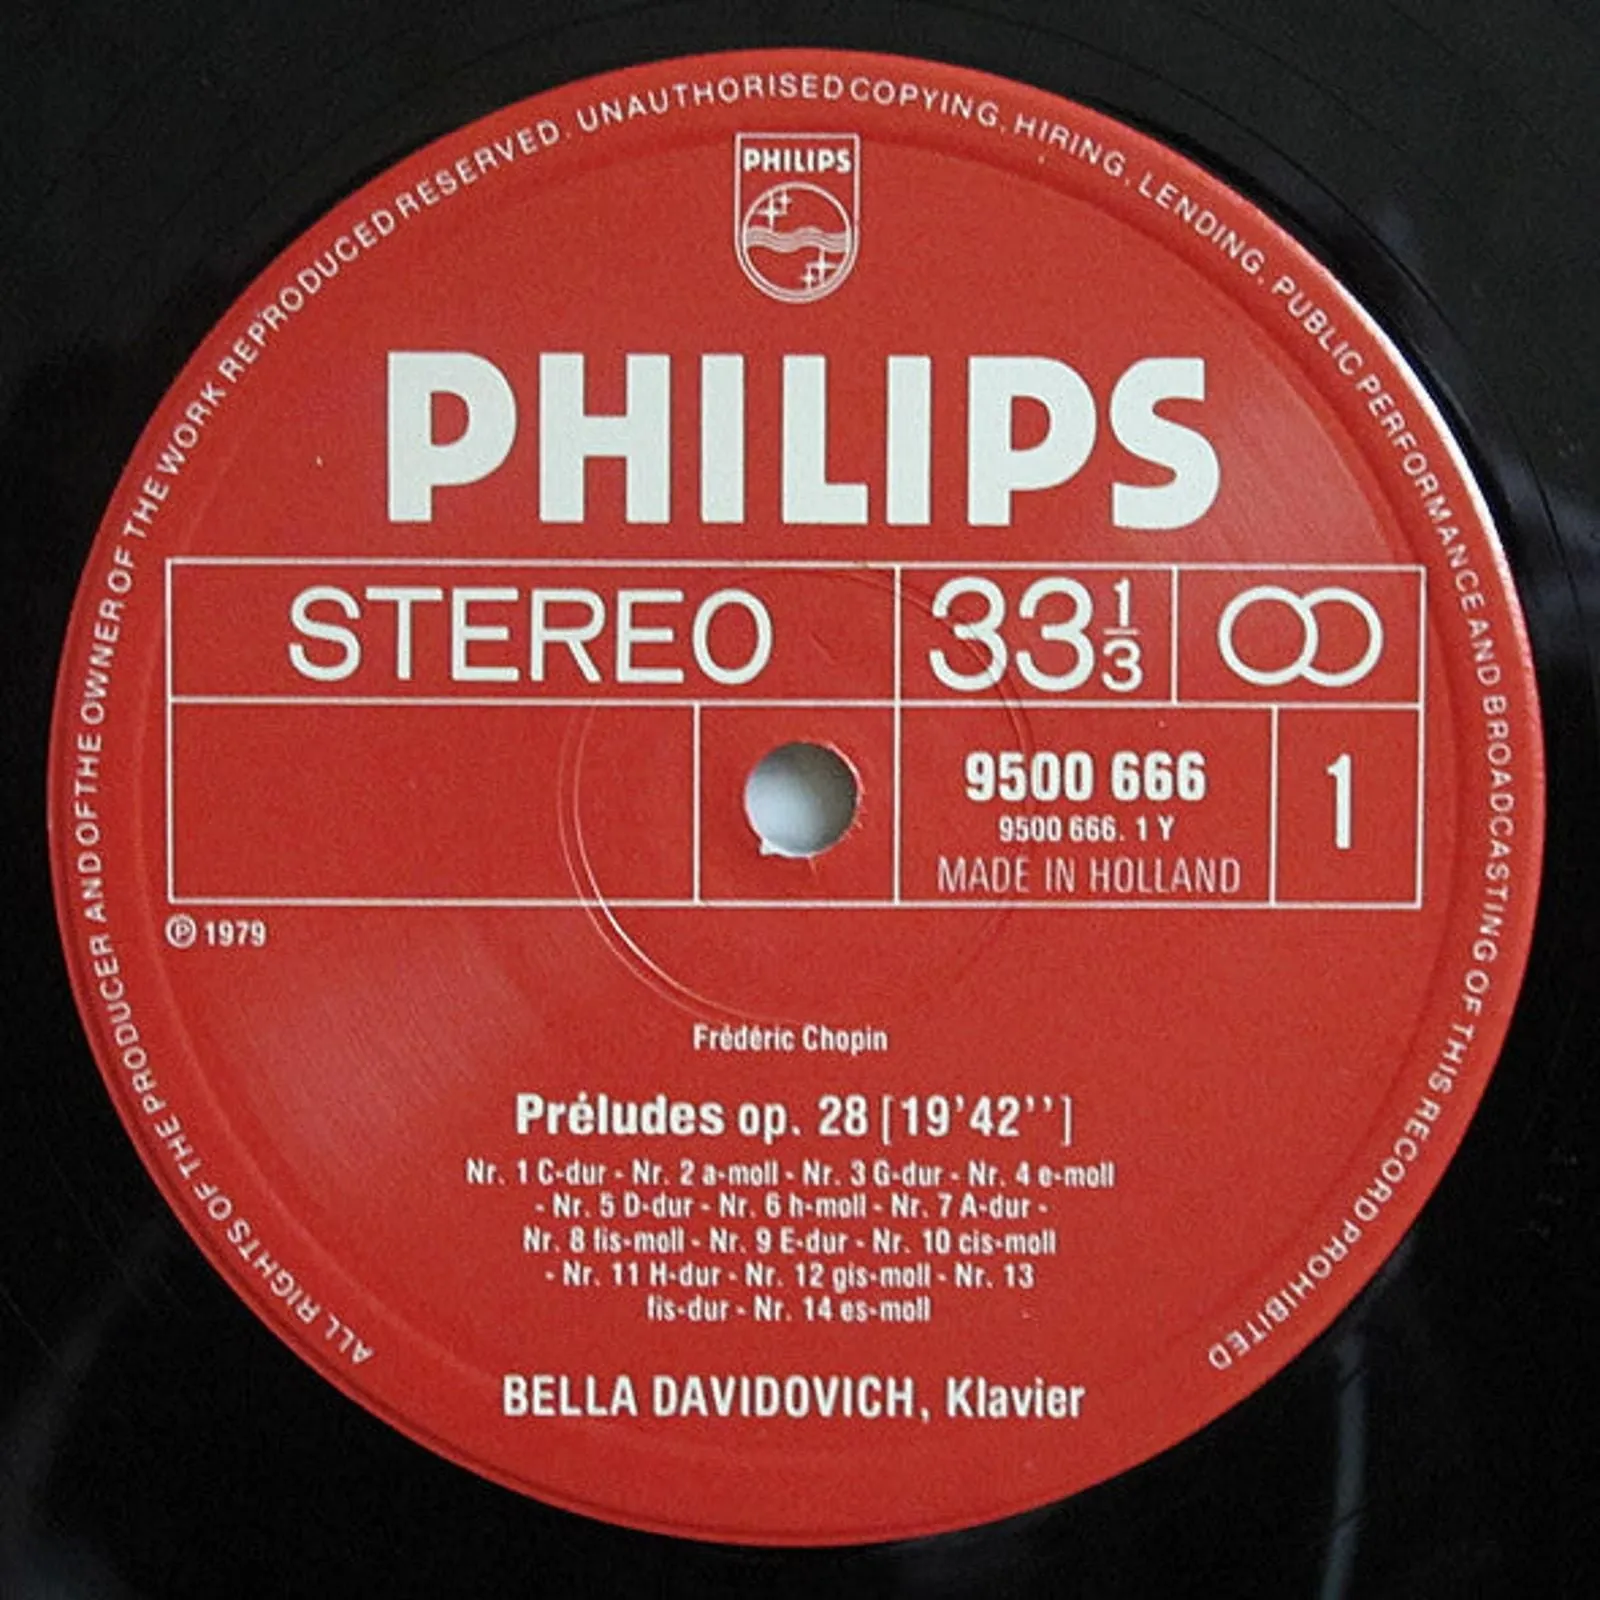 ALL RIGHTS OF THE PRODUCER AND OF THE OWNER OF THE WORK REPRODUCED RESERVED. UNAUTHORISED COPYING, HIRING, LENDING, PUBLIC PERFORMANCE AND BROADCASTING OF THIS RECORD PROHIBITED
PHILIPS
PHILIPS
STEREO 33 1/3
9500 666 1
9500 666. 1 Y
MADE IN HOLLAND
℗ 1979
Frédéric Chopin
Préludes op. 28 [19'42'']
Nr. 1 C-dur - Nr. 2 a-moll - Nr. 3 G-dur - Nr. 4 e-moll
- Nr. 5 D-dur - Nr. 6 h-moll - Nr. 7 A-dur -
Nr. 8 fis-moll - Nr. 9 E-dur - Nr. 10 cis-moll
- Nr. 11 H-dur - Nr. 12 gis-moll - Nr. 13
fis-dur - Nr. 14 es-moll
BELLA DAVIDOVICH, Klavier